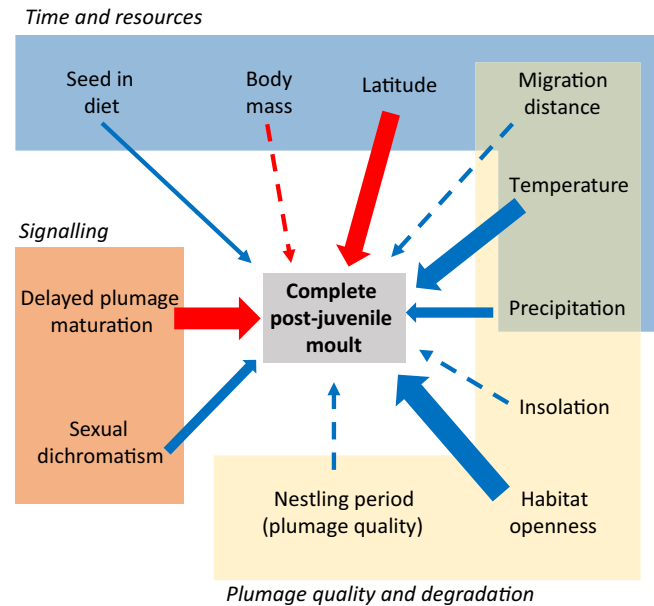 Time and resources
Seed in
diet
Body
mass
Latitude
Migration
distance
Temperature
Signalling
Delayed plumage
maturation
Complete
post-juvenile
moult
Precipitation
Sexual
dichromatism
Insolation
Nestling period
(plumage quality)
Habitat
openness
Plumage quality and degradation